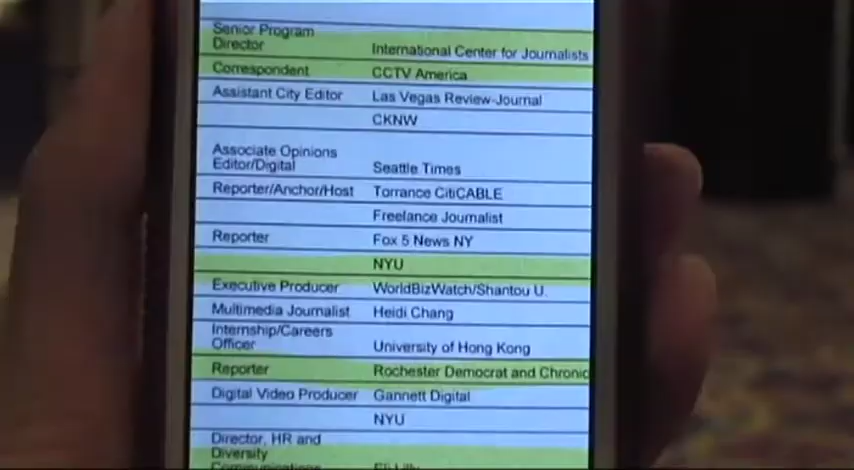 Senior Program
Director International Center for Journalists
Correspondent CCTV America
Assistant City Editor Las Vegas Review-Journal
CKNW
Associate Opinions
Editor/Digital Seattle Times
Reporter/Anchor/Host Torrance CitiCABLE
Freelance Journalist
Reporter Fox 5 News NY
NYU
Executive Producer WorldBizWatch/Shantou U.
Multimedia Journalist Heidi Chang
Internship/Careers
Officer University of Hong Kong
Reporter Rochester Democrat and Chronic
Digital Video Producer Gannett Digital
NYU
Director, HR and
Diversity
Communications Eli Lilly